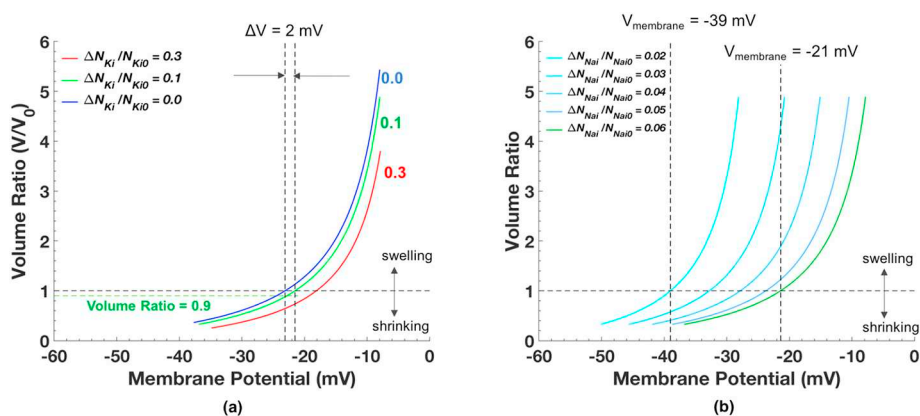 ΔV = 2 mV
ΔN_Ki/N_Ki0 = 0.3
ΔN_Ki/N_Ki0 = 0.1
ΔN_Ki/N_Ki0 = 0.0
0.0
0.1
0.3
swelling
shrinking
Volume Ratio = 0.9
Volume Ratio (V/V_0)
6
5
4
3
2
1
0
-60
-50
-40
-30
-20
-10
0
Membrane Potential (mV)
(a)
V_membrane = -39 mV
V_membrane = -21 mV
ΔN_Nai/N_Nai0 = 0.02
ΔN_Nai/N_Nai0 = 0.03
ΔN_Nai/N_Nai0 = 0.04
ΔN_Nai/N_Nai0 = 0.05
ΔN_Nai/N_Nai0 = 0.06
swelling
shrinking
Volume Ratio
6
5
4
3
2
1
0
-60
-50
-40
-30
-20
-10
0
Membrane Potential (mV)
(b)